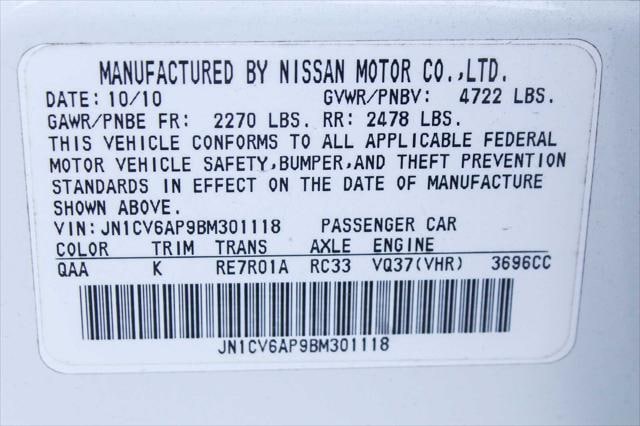 MANUFACTURED BY NISSAN MOTOR CO.,LTD.
DATE: 10/10 GVWR/PNBV: 4722 LBS.
GAWR/PNBE FR: 2270 LBS. RR: 2478 LBS.
THIS VEHICLE CONFORMS TO ALL APPLICABLE FEDERAL
MOTOR VEHICLE SAFETY,BUMPER,AND THEFT PREVENTION
STANDARDS IN EFFECT ON THE DATE OF MANUFACTURE
SHOWN ABOVE.
VIN: JN1CV6AP9BM301118 PASSENGER CAR
COLOR TRIM TRANS AXLE ENGINE
QAA K RE7R01A RC33 VQ37(VHR) 3696CC
JN1CV6AP9BM301118